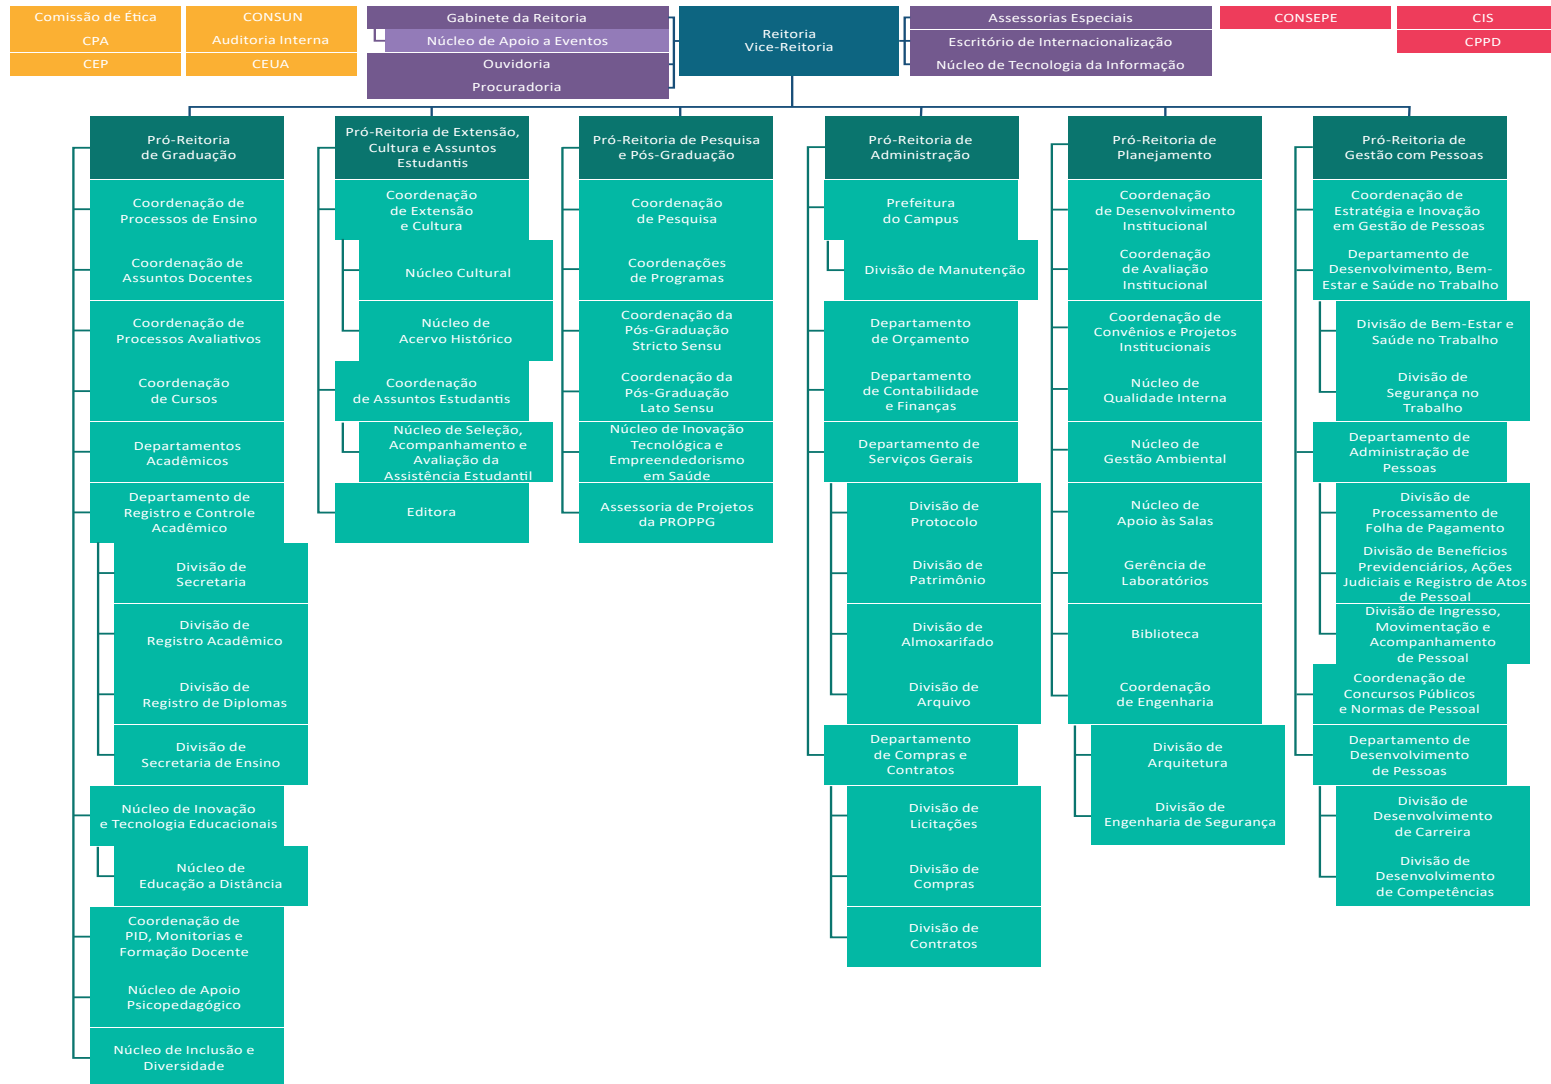 Comissão de Ética
CPA
CEP
CONSUN
Auditoria Interna
CEUA
Gabinete da Reitoria
Núcleo de Apoio a Eventos
Ouvidoria
Procuradoria
Reitoria
Vice-Reitoria
Assessorias Especiais
Escritório de Internacionalização
Núcleo de Tecnologia da Informação
CONSEPE
CIS
CPPD
Pró-Reitoria
de Graduação
Coordenação de
Processos de Ensino
Coordenação de
Assuntos Docentes
Coordenação de
Processos Avaliativos
Coordenação
de Cursos
Departamentos
Acadêmicos
Departamento de
Registro e Controle
Acadêmico
Divisão de
Secretaria
Divisão de
Registro Acadêmico
Divisão de
Registro de Diplomas
Divisão de
Secretaria de Ensino
Núcleo de Inovação
e Tecnologia Educacionais
Núcleo de
Educação a Distância
Coordenação de
PID, Monitorias e
Formação Docente
Núcleo de Apoio
Psicopedagógico
Núcleo de Inclusão e
Diversidade
Pró-Reitoria de Extensão,
Cultura e Assuntos
Estudantis
Coordenação
de Extensão
e Cultura
Núcleo Cultural
Núcleo de
Acervo Histórico
Coordenação
de Assuntos Estudantis
Núcleo de Seleção,
Acompanhamento e
Avaliação da
Assistência Estudantil
Editora
Pró-Reitoria de Pesquisa
e Pós-Graduação
Coordenação
de Pesquisa
Coordenações
de Programas
Coordenação da
Pós-Graduação
Stricto Sensu
Coordenação da
Pós-Graduação
Lato Sensu
Núcleo de Inovação
Tecnológica e
Empreendedorismo
em Saúde
Assessoria de Projetos
da PROPPG
Pró-Reitoria de
Administração
Prefeitura
do Campus
Divisão de Manutenção
Departamento
de Orçamento
Departamento
de Contabilidade
e Finanças
Departamento de
Serviços Gerais
Divisão de
Protocolo
Divisão de
Patrimônio
Divisão de
Almoxarifado
Divisão de
Arquivo
Departamento
de Compras e
Contratos
Divisão de
Licitações
Divisão de
Compras
Divisão de
Contratos
Pró-Reitoria de
Planejamento
Coordenação
de Desenvolvimento
Institucional
Coordenação
de Avaliação
Institucional
Coordenação de
Convênios e Projetos
Institucionais
Núcleo de
Qualidade Interna
Núcleo de
Gestão Ambiental
Núcleo de
Apoio às Salas
Gerência de
Laboratórios
Biblioteca
Coordenação
de Engenharia
Divisão de
Arquitetura
Divisão de
Engenharia de Segurança
Pró-Reitoria de
Gestão com Pessoas
Coordenação de
Estratégia e Inovação
em Gestão de Pessoas
Departamento de
Desenvolvimento, Bem-
Estar e Saúde no Trabalho
Divisão de Bem-Estar e
Saúde no Trabalho
Divisão de
Segurança no
Trabalho
Departamento de
Administração de
Pessoas
Divisão de
Processamento de
Folha de Pagamento
Divisão de Benefícios
Previdenciários, Ações
Judiciais e Registro de Atos
de Pessoal
Divisão de Ingresso,
Movimentação e
Acompanhamento
de Pessoal
Coordenação de
Concursos Públicos
e Normas de Pessoal
Departamento de
Desenvolvimento
de Pessoas
Divisão de
Desenvolvimento
de Carreira
Divisão de
Desenvolvimento
de Competências